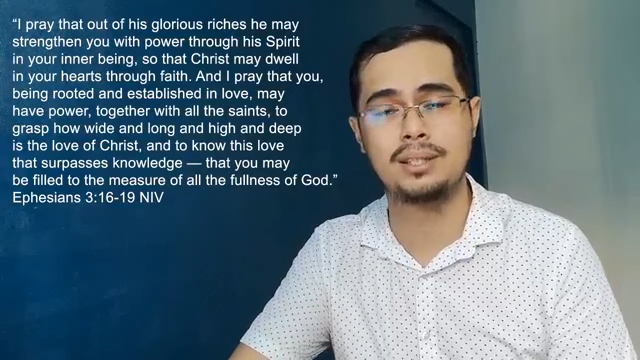 “I pray that out of his glorious riches he may
strengthen you with power through his Spirit
in your inner being, so that Christ may dwell
in your hearts through faith. And I pray that you,
being rooted and established in love, may
have power, together with all the saints, to
grasp how wide and long and high and deep
is the love of Christ, and to know this love
that surpasses knowledge — that you may
be filled to the measure of all the fullness of God.”
Ephesians 3:16-19 NIV